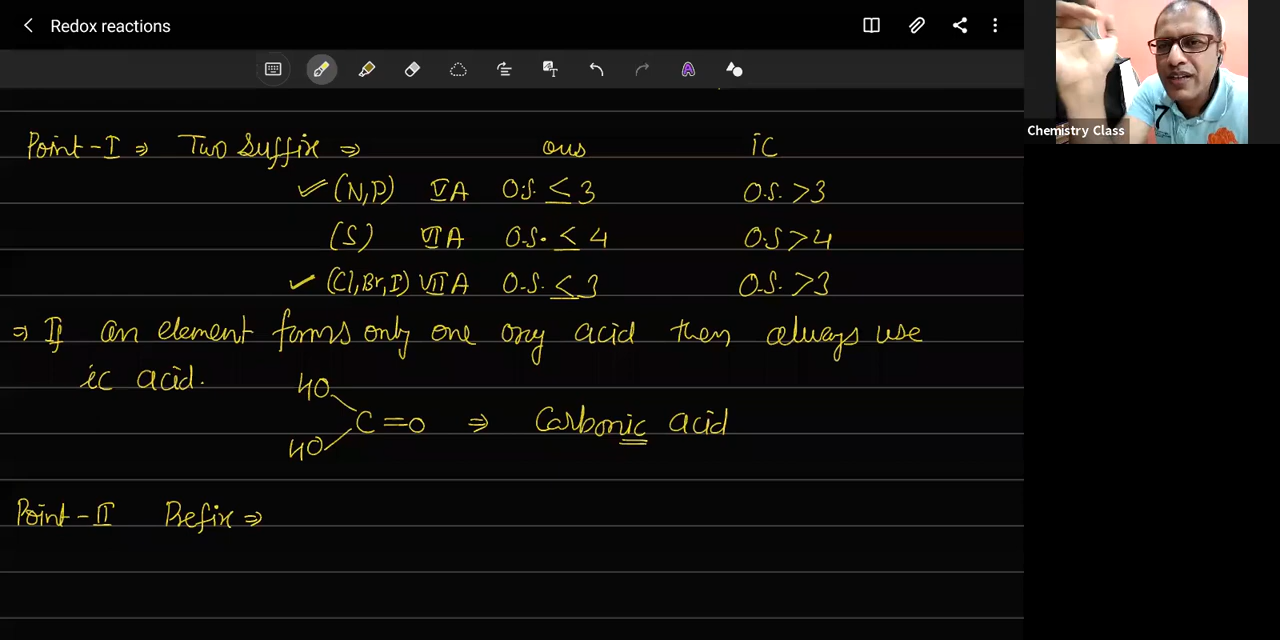 Redox reactions
Chemistry Class
Point-I ⇒ Two Suffix ⇒ ous ic
(N,P) VA O.S. ≤ 3 O.S. > 3
(S) VIA O.S. ≤ 4 O.S > 4
(Cl,Br,I) VIIA O.S. ≤ 3 O.S. > 3
⇒ If an element forms only one oxy acid then always use
ic acid.
HO
C=O ⇒ Carbonic acid
HO
Point-II Prefix ⇒